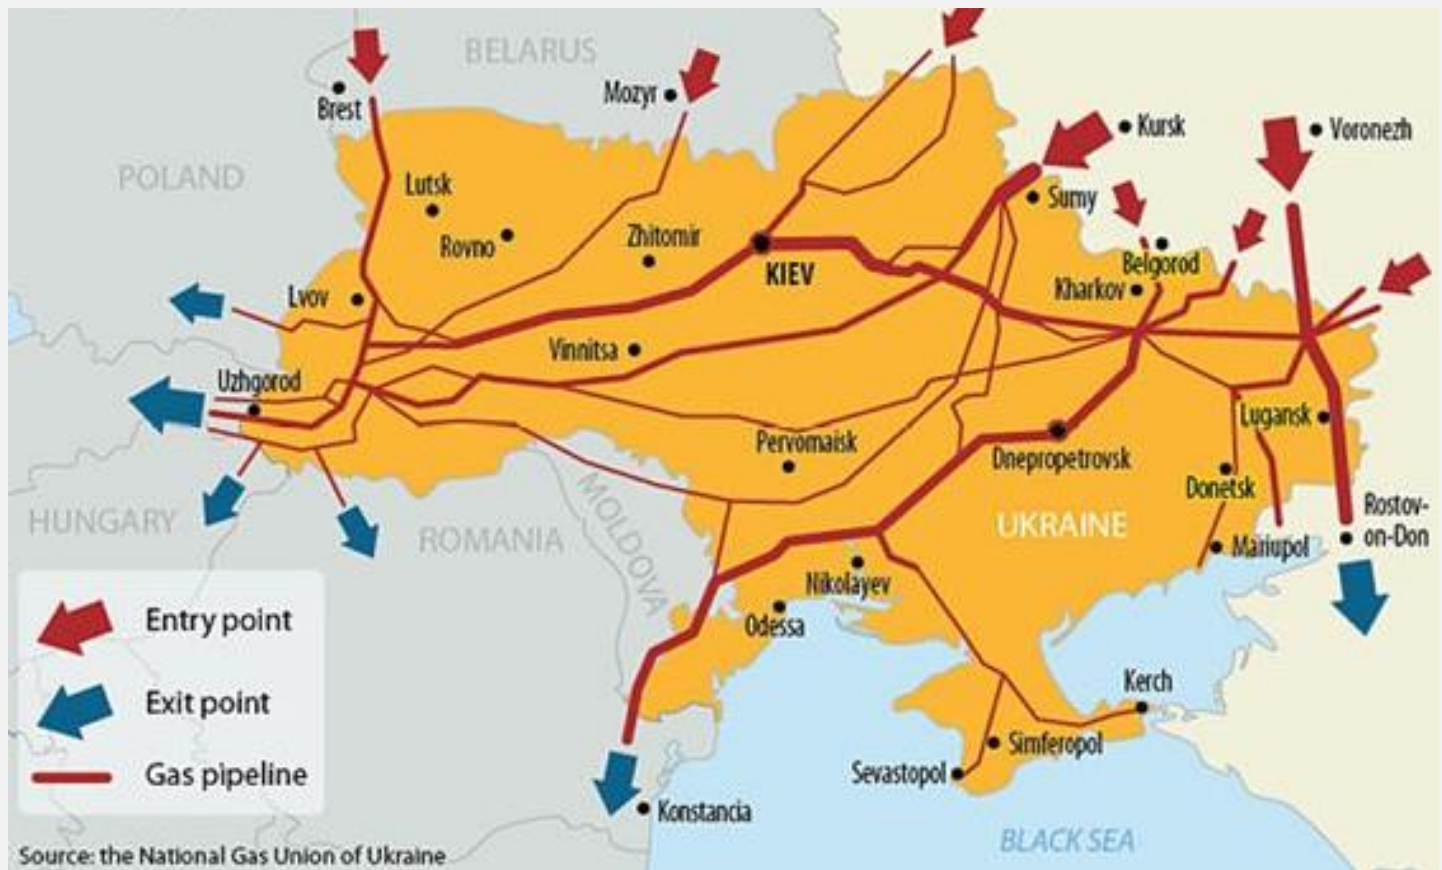 BELARUS
Mozyr
Brest
Kursk
Voronezh
POLAND
Lutsk
Sumy
Rovno
Zhitomir
KIEV
Belgorod
Kharkov
Lvov
Vinnitsa
Uzhgorod
Lugansk
Pervomaisk
Dnepropetrovsk
Donetsk
HUNGARY
ROMANIA
MOLDOVA
UKRAINE
Rostov-
on-Don
Mariupol
Nikolayev
Odessa
Kerch
Simferopol
Sevastopol
Konstancia
BLACK SEA
Entry point
Exit point
Gas pipeline
Source: the National Gas Union of Ukraine